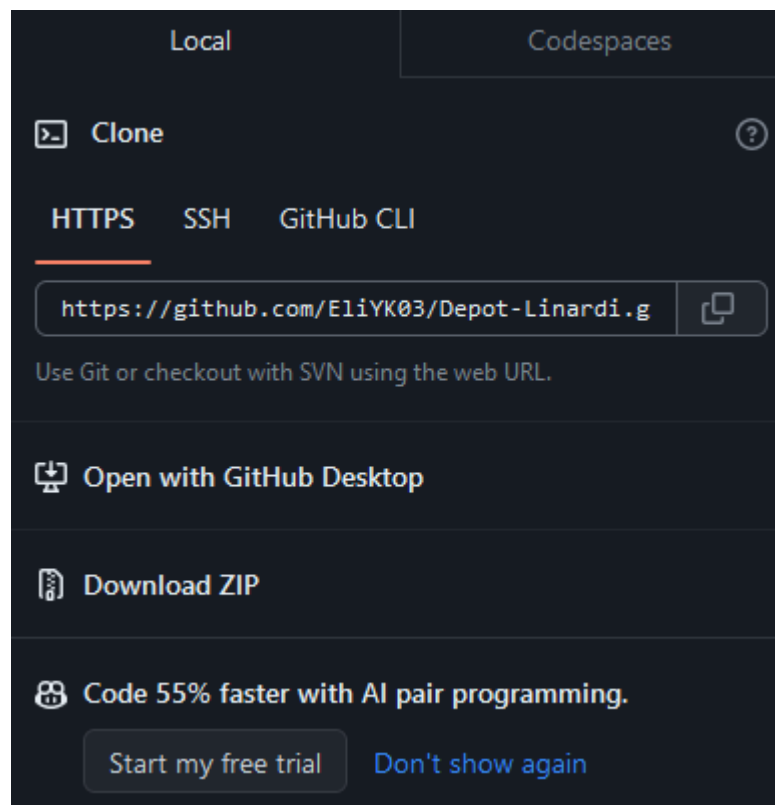 Local Codespaces
Clone
HTTPS SSH GitHub CLI
https://github.com/EliYK03/Depot-Linardi.g
Use Git or checkout with SVN using the web URL.
Open with GitHub Desktop
Download ZIP
Code 55% faster with AI pair programming.
Start my free trial Don't show again